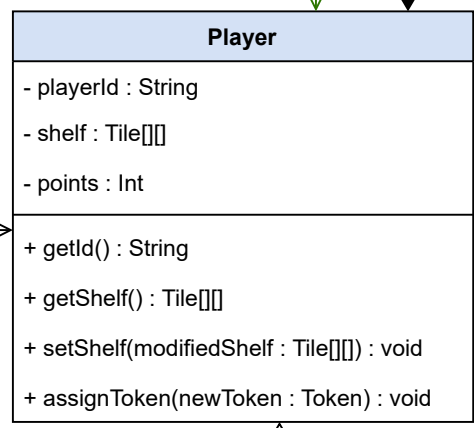 Player
- playerId : String
- shelf : Tile[][]
- points : Int
+ getId() : String
+ getShelf() : Tile[][]
+ setShelf(modifiedShelf : Tile[][]) : void
+ assignToken(newToken : Token) : void